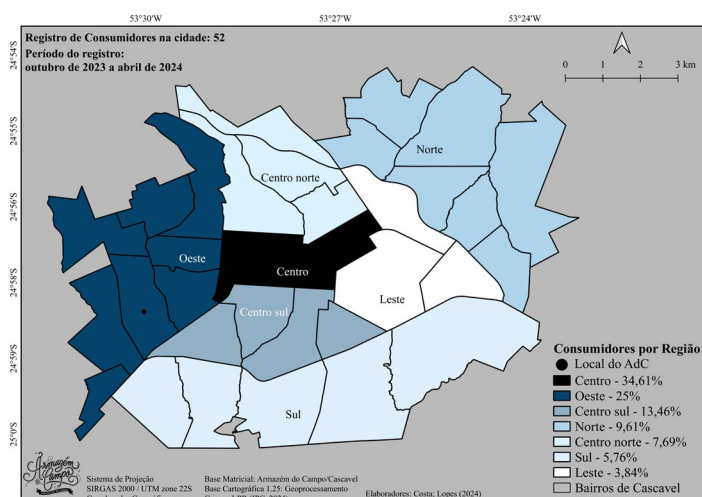 53°30'W
53°27'W
53°24'W
Registro de Consumidores na cidade: 52
Período do registro:
outubro de 2023 a abril de 2024
0 1 2 3 km
24°54'S
24°55'S
24°56'S
24°58'S
24°59'S
25°0'S
Norte
Centro norte
Oeste
Centro
Leste
Centro sul
Sul
Consumidores por Região
Local do AdC
Centro - 34,61%
Oeste - 25%
Centro sul - 13,46%
Norte - 9,61%
Centro norte - 7,69%
Sul - 5,76%
Leste - 3,84%
Bairros de Cascavel
Armazém
do
Campo
Sistema de Projeção
SIRGAS 2000 / UTM zone 22S
Base Matricial: Armazém do Campo/Cascavel
Base Cartográfica 1.25: Geoprocessamento
Elaboradores: Costa; Lopes (2024)